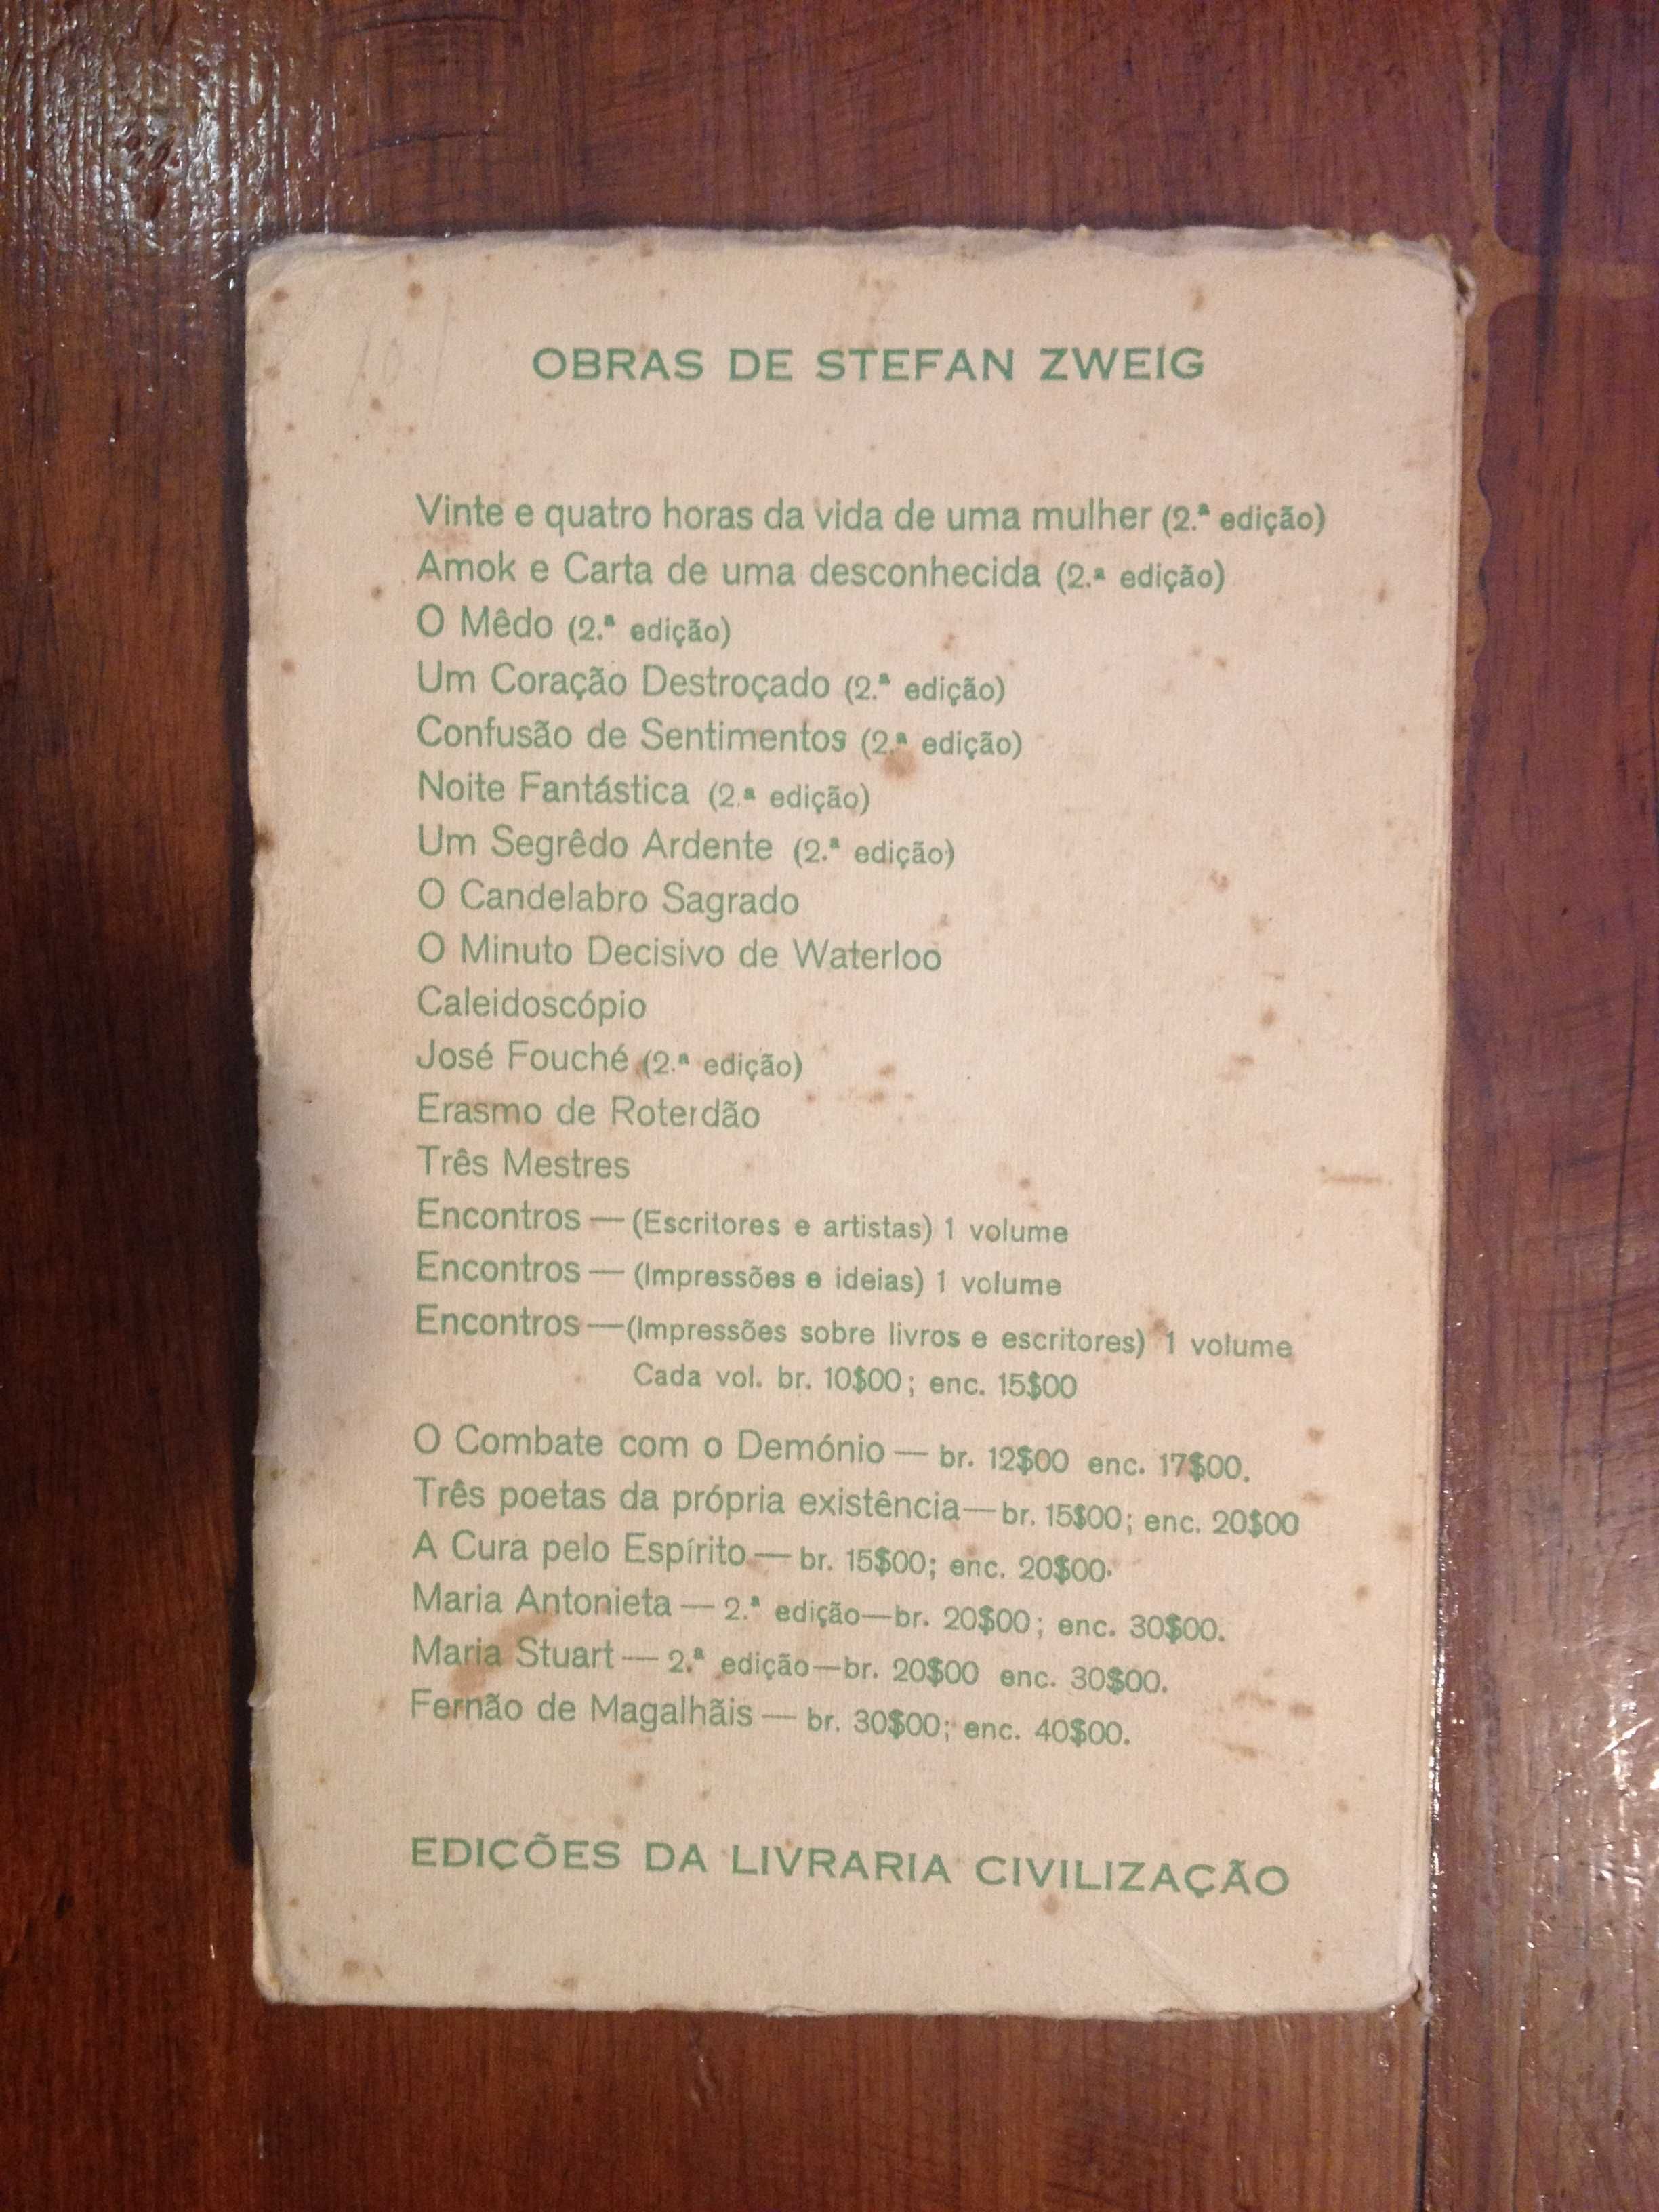 OBRAS DE STEFAN ZWEIG
Vinte e quatro horas da vida de uma mulher (2.ª edição)
Amok e Carta de uma desconhecida (2.ª edição)
O Mêdo (2.ª edição)
Um Coração Destroçado (2.ª edição)
Confusão de Sentimentos (2.ª edição)
Noite Fantástica (2.ª edição)
Um Segrêdo Ardente (2.ª edição)
O Candelabro Sagrado
O Minuto Decisivo de Waterloo
Caleidoscópio
José Fouché (2.ª edição)
Erasmo de Roterdão
Três Mestres
Encontros — (Escritores e artistas) 1 volume
Encontros — (Impressões e ideias) 1 volume
Encontros — (Impressões sobre livros e escritores) 1 volume
Cada vol. br. 10$00; enc. 15$00
O Combate com o Demónio — br. 12$00 enc. 17$00.
Três poetas da própria existência — br. 15$00; enc. 20$00
A Cura pelo Espírito — br. 15$00; enc. 20$00.
Maria Antonieta — 2.ª edição — br. 20$00; enc. 30$00.
Maria Stuart — 2.ª edição — br. 20$00 enc. 30$00.
Fernão de Magalhãis — br. 30$00; enc. 40$00.
EDIÇÕES DA LIVRARIA CIVILIZAÇÃO